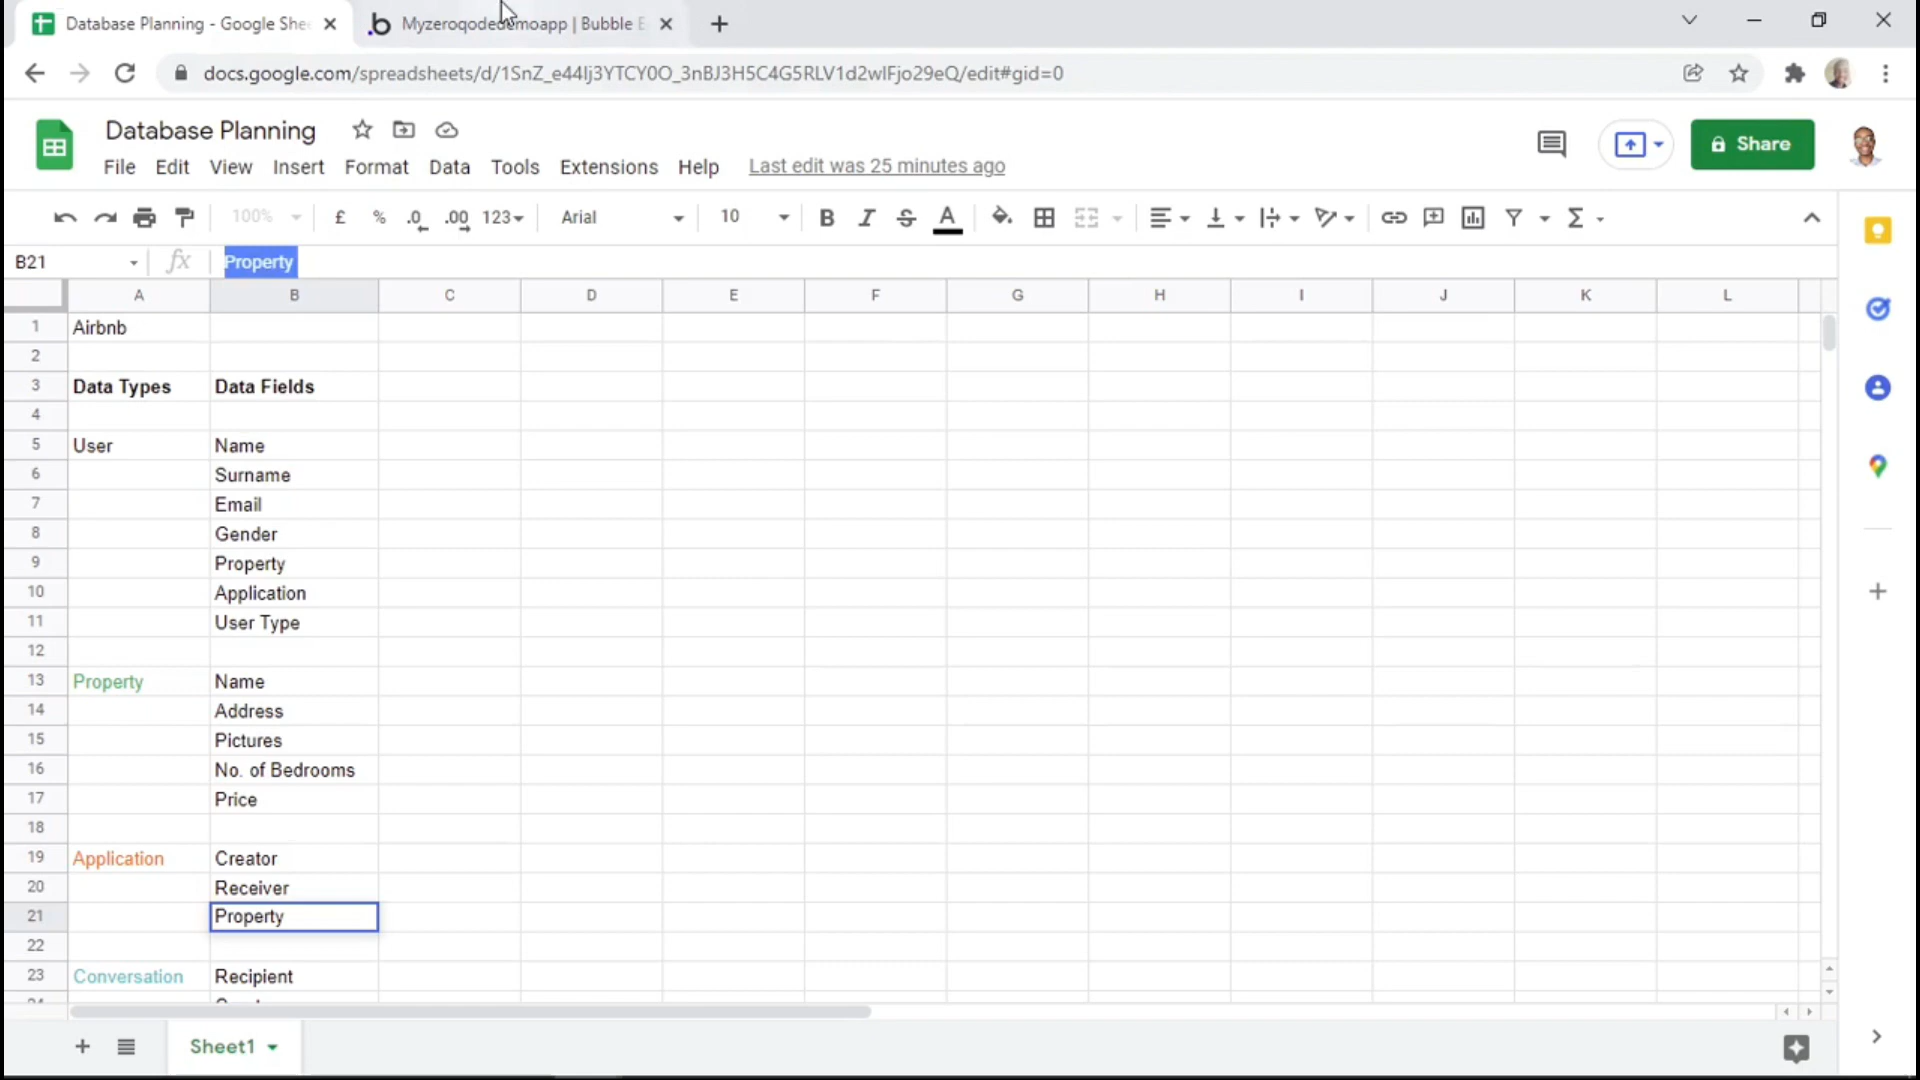 Database Planning - Google She
Myzeroqodedemoapp | Bubble E
docs.google.com/spreadsheets/d/1SnZ_e44Ij3YTCY0O_3nBJ3H5C4G5RLV1d2wIFjo29eQ/edit#gid=0
Database Planning
File Edit View Insert Format Data Tools Extensions Help Last edit was 25 minutes ago
Share
100% £ % .0 .00 123 Arial 10 B I S A Σ
B21 fx Property
A B C D E F G H I J K L
1 Airbnb
2
3 Data Types Data Fields
4
5 User Name
6 Surname
7 Email
8 Gender
9 Property
10 Application
11 User Type
12
13 Property Name
14 Address
15 Pictures
16 No. of Bedrooms
17 Price
18
19 Application Creator
20 Receiver
21 Property
22
23 Conversation Recipient
Sheet1